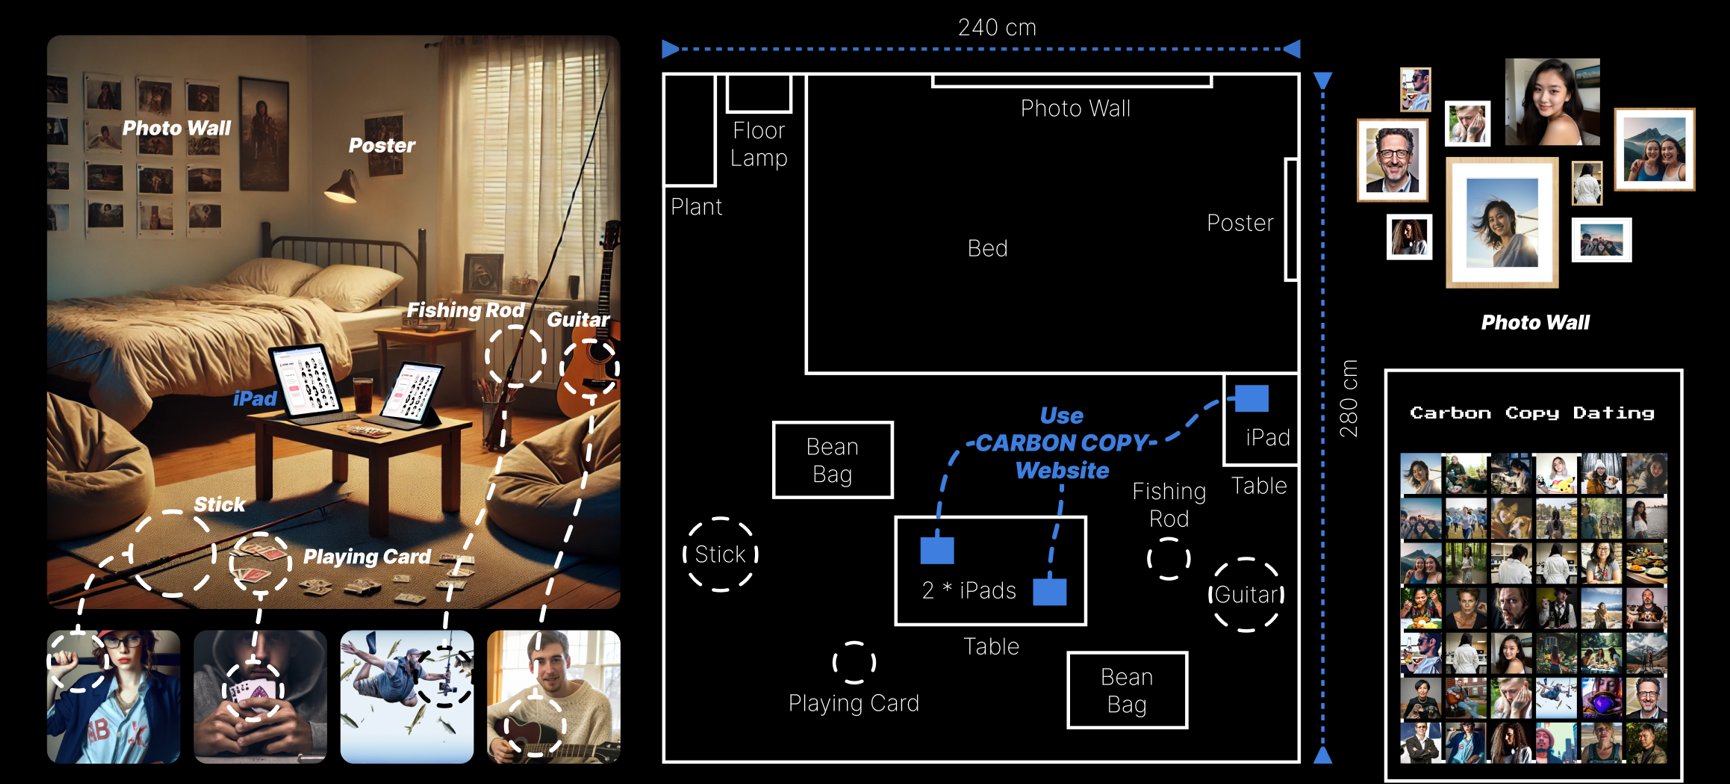 Photo Wall
Poster
Fishing Rod
Guitar
iPad
Stick
Playing Card
240 cm
280 cm
Photo Wall
Floor
Lamp
Plant
Poster
Bed
Use
CARBON COPY
Website
iPad
Table
Bean
Bag
Fishing
Rod
Stick
2 * iPads
Guitar
Table
Playing Card
Bean
Bag
Photo Wall
Carbon Copy Dating